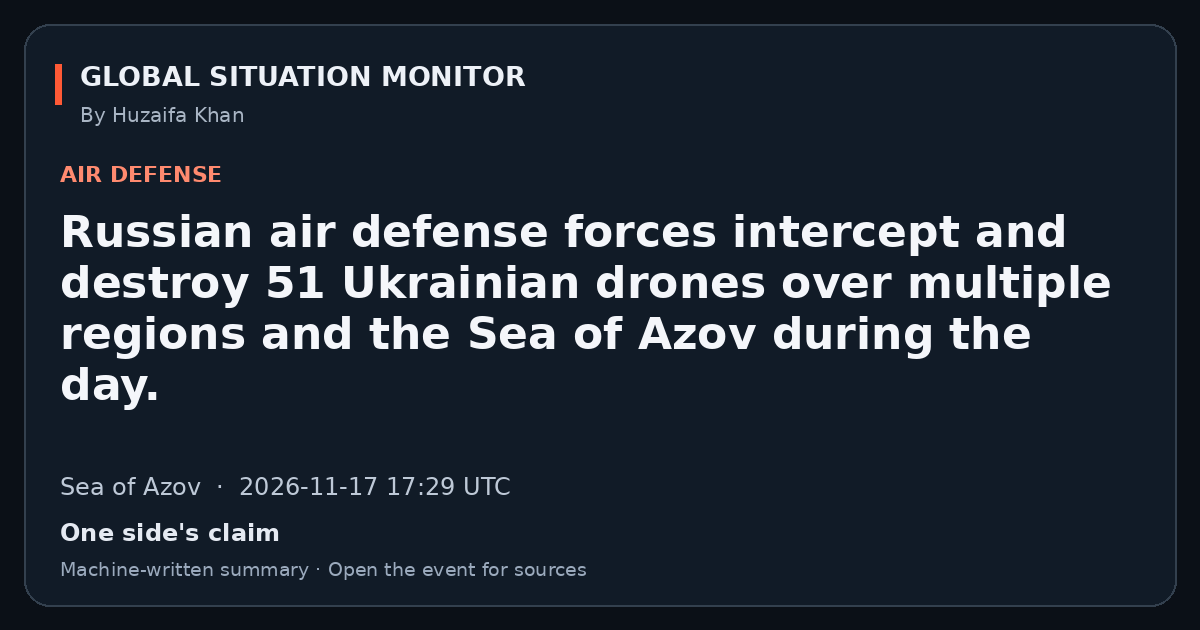 GLOBAL SITUATION MONITOR
By Huzaifa Khan
AIR DEFENSE
Russian air defense forces intercept and
destroy 51 Ukrainian drones over multiple
regions and the Sea of Azov during the
day.
Sea of Azov · 2026-11-17 17:29 UTC
One side's claim
Machine-written summary · Open the event for sources